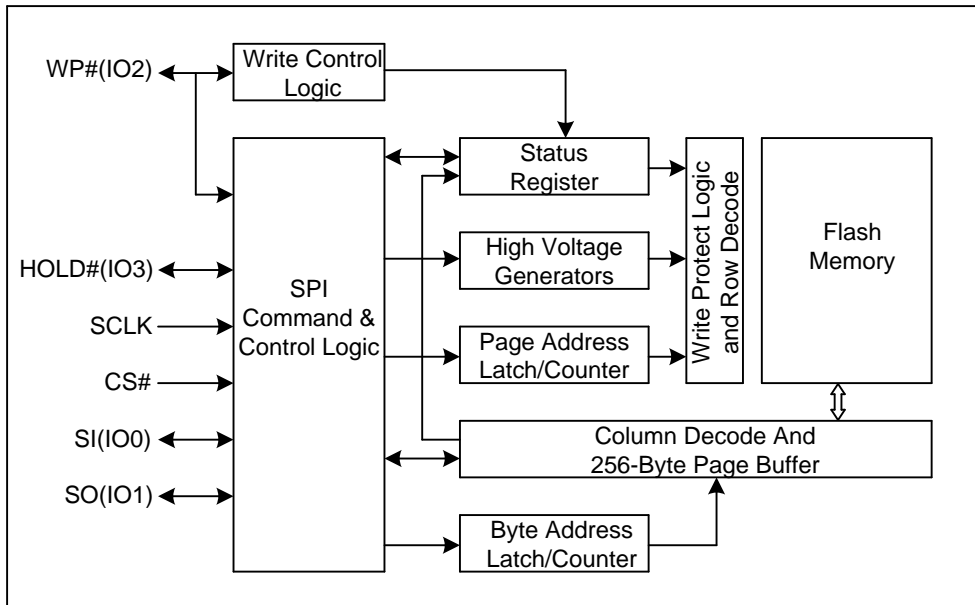 WP#(IO2)
Write Control
Logic
HOLD#(IO3)
SCLK
CS#
SI(IO0)
SO(IO1)
SPI
Command &
Control Logic
Status
Register
High Voltage
Generators
Page Address
Latch/Counter
Write Protect Logic
and Row Decode
Flash
Memory
Column Decode And
256-Byte Page Buffer
Byte Address
Latch/Counter